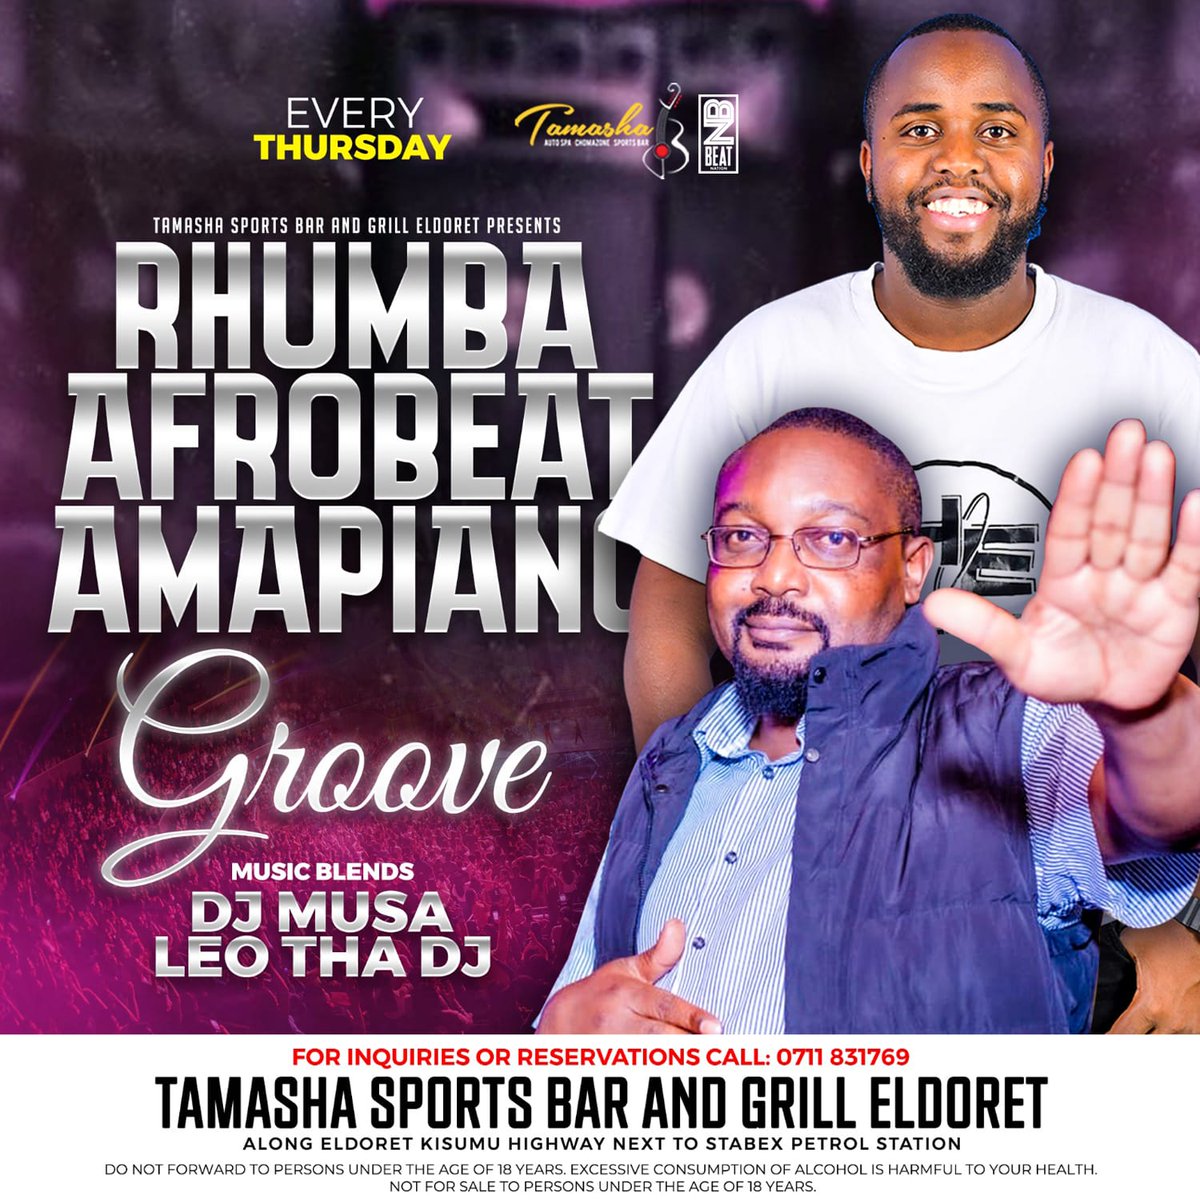 EVERY
THURSDAY
Tamasha
AUTO SPA CHOMAZONE SPORTS BAR
NB
BEAT
NATION
TAMASHA SPORTS BAR AND GRILL ELDORET PRESENTS
RHUMBA
AFROBEAT
AMAPIANO
Groove
MUSIC BLENDS
DJ MUSA
LEO THA DJ
FOR INQUIRIES OR RESERVATIONS CALL: 0711 831769
TAMASHA SPORTS BAR AND GRILL ELDORET
ALONG ELDORET KISUMU HIGHWAY NEXT TO STABEX PETROL STATION
DO NOT FORWARD TO PERSONS UNDER THE AGE OF 18 YEARS. EXCESSIVE CONSUMPTION OF ALCOHOL IS HARMFUL TO YOUR HEALTH.
NOT FOR SALE TO PERSONS UNDER THE AGE OF 18 YEARS.